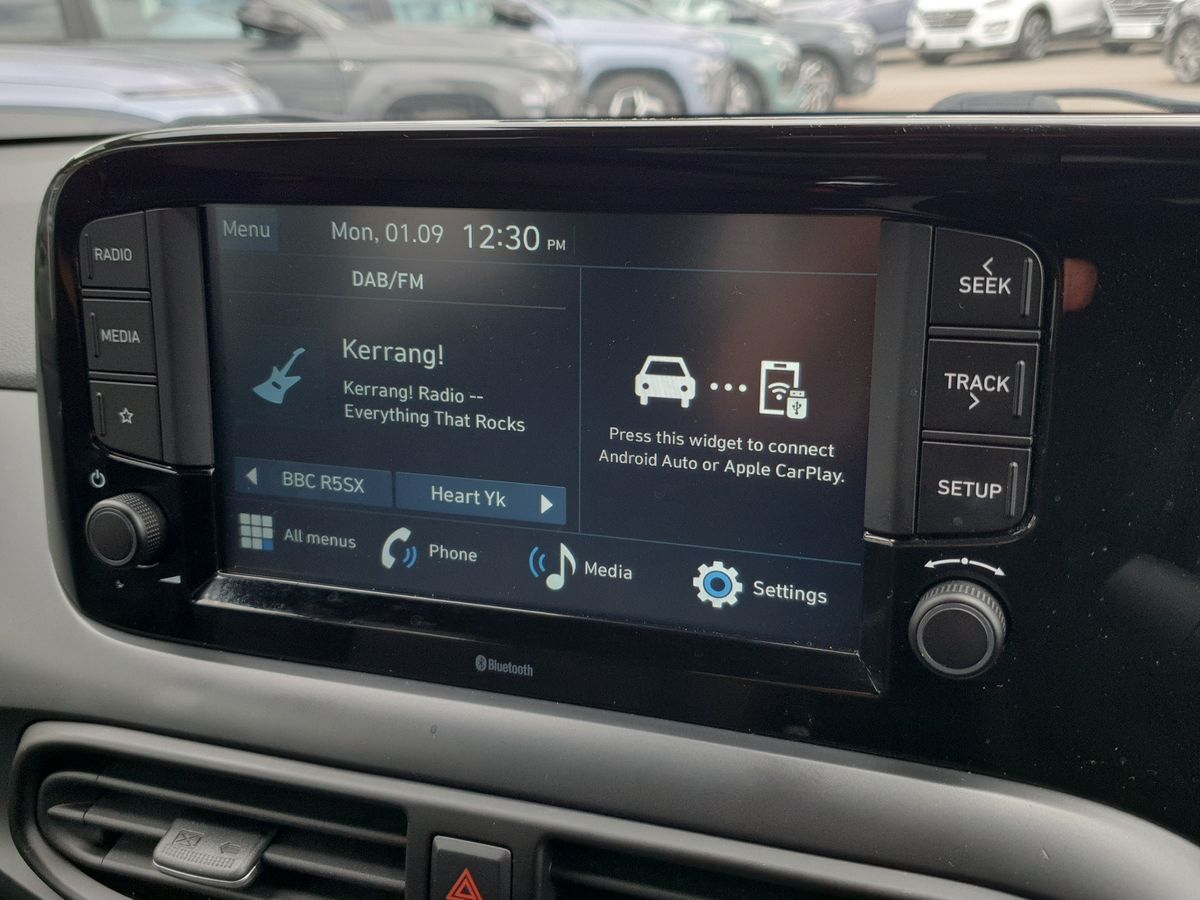 Menu
Mon, 01.09 12:30 PM
DAB/FM
RADIO
MEDIA
Kerrang!
Kerrang! Radio --
Everything That Rocks
BBC R5SX
Heart Yk
Press this widget to connect
Android Auto or Apple CarPlay.
All menus
Phone
Media
Settings
SEEK
TRACK
SETUP
Bluetooth